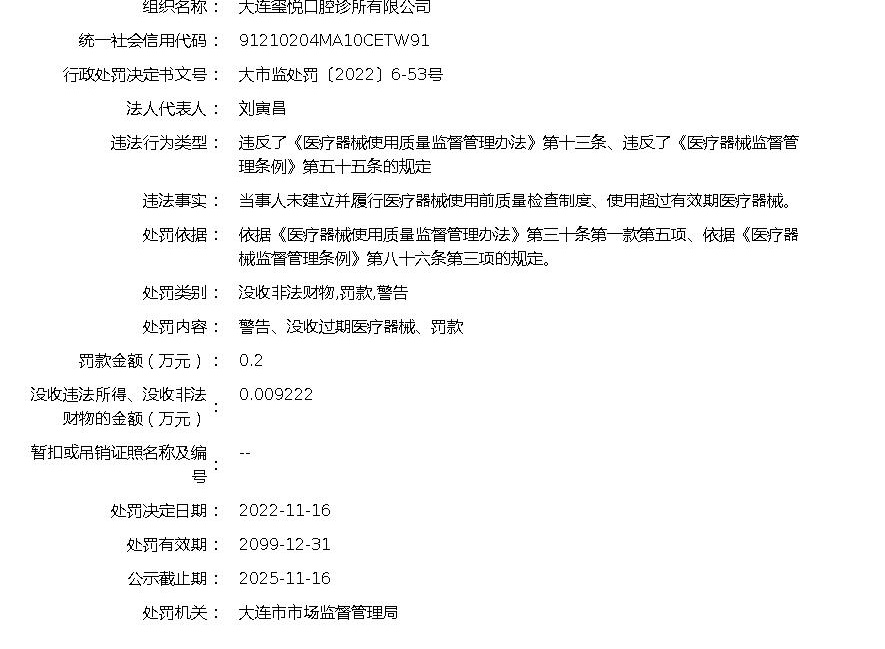 组织名称： 大连玺悦口腔诊所有限公司
统一社会信用代码： 91210204MA10CETW91
行政处罚决定书文号： 大市监处罚〔2022〕6-53号
法人代表人： 刘寅昌
违法行为类型： 违反了《医疗器械使用质量监督管理办法》第十三条、违反了《医疗器械监督管
理条例》第五十五条的规定
违法事实： 当事人未建立并履行医疗器械使用前质量检查制度、使用超过有效期医疗器械。
处罚依据： 依据《医疗器械使用质量监督管理办法》第三十条第一款第五项、依据《医疗器
械监督管理条例》第八十六条第三项的规定。
处罚类别： 没收非法财物,罚款,警告
处罚内容： 警告、没收过期医疗器械、罚款
罚款金额（万元）： 0.2
没收违法所得、没收非法
财物的金额（万元）： 0.009222
暂扣或吊销证照名称及编
号： --
处罚决定日期： 2022-11-16
处罚有效期： 2099-12-31
公示截止期： 2025-11-16
处罚机关： 大连市市场监督管理局